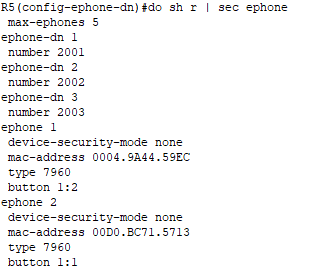 R5(config-ephone-dn)#do sh r | sec ephone
max-ephones 5
ephone-dn 1
number 2001
ephone-dn 2
number 2002
ephone-dn 3
number 2003
ephone 1
device-security-mode none
mac-address 0004.9A44.59EC
type 7960
button 1:2
ephone 2
device-security-mode none
mac-address 00D0.BC71.5713
type 7960
button 1:1